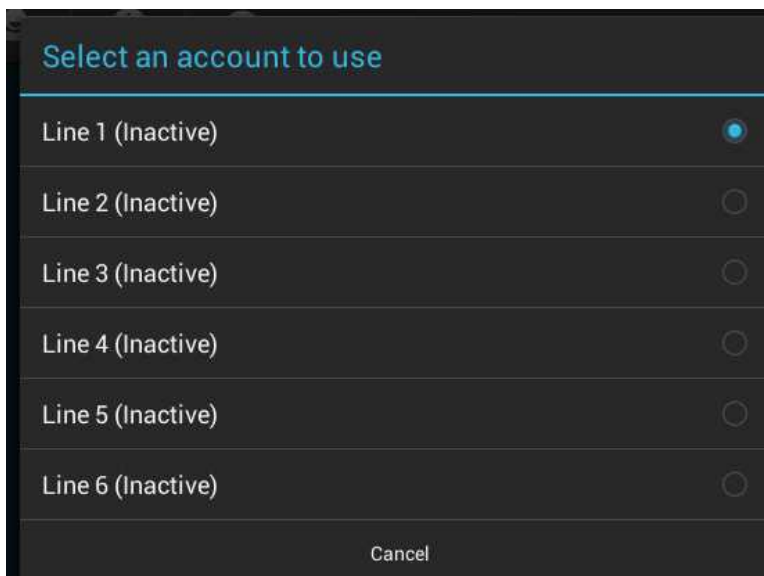 Select an account to use
Line 1 (Inactive)
Line 2 (Inactive)
Line 3 (Inactive)
Line 4 (Inactive)
Line 5 (Inactive)
Line 6 (Inactive)
Cancel